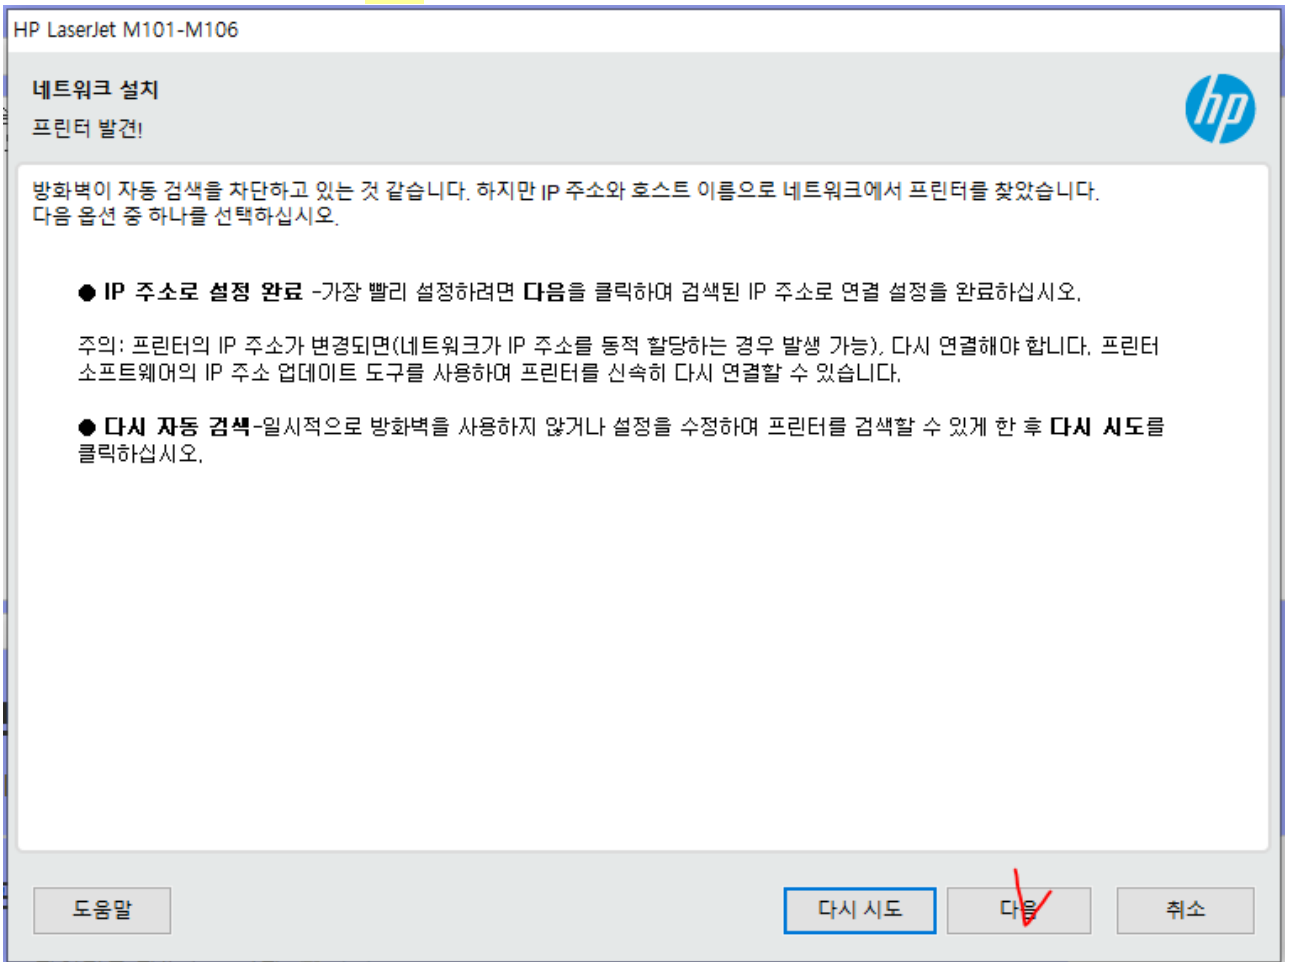 HP LaserJet M101-M106
네트워크 설치
hp
프린터 발견!
방화벽이 자동 검색을 차단하고 있는 것 같습니다. 하지만 IP 주소와 호스트 이름으로 네트워크에서 프린터를 찾았습니다.
다음 옵션 중 하나를 선택하십시오.
● IP 주소로 설정 완료 -가장 빨리 설정하려면 다음을 클릭하여 검색된 IP 주소로 연결 설정을 완료하십시오.
주의: 프린터의 IP 주소가 변경되면(네트워크가 IP 주소를 동적 할당하는 경우 발생 가능), 다시 연결해야 합니다. 프린터
소프트웨어의 IP 주소 업데이트 도구를 사용하여 프린터를 신속히 다시 연결할 수 있습니다.
● 다시 자동 검색-일시적으로 방화벽을 사용하지 않거나 설정을 수정하여 프린터를 검색할 수 있게 한 후 다시 시도를
클릭하십시오.
도움말 다시 시도 다음 취소